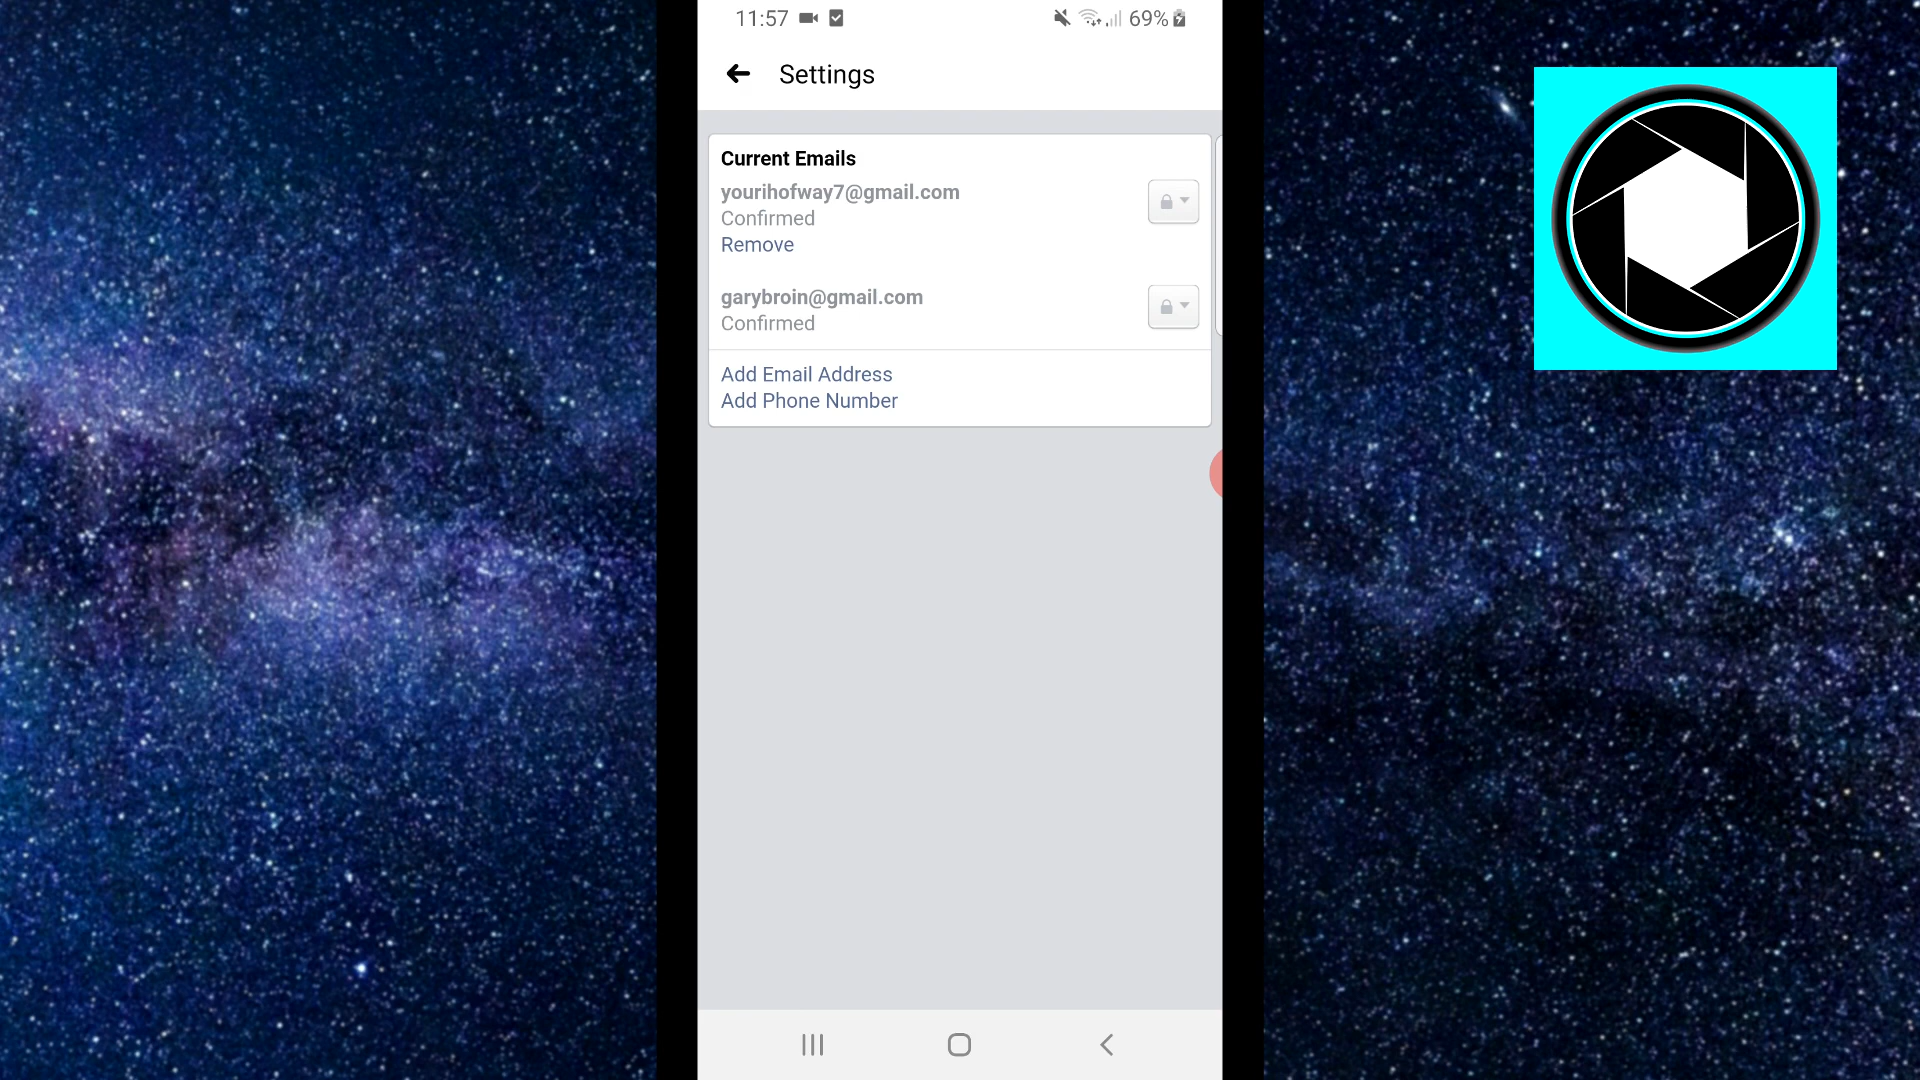 11:57 69%
Settings
Current Emails
yourihofway7@gmail.com
Confirmed
Remove
garybroin@gmail.com
Confirmed
Add Email Address
Add Phone Number